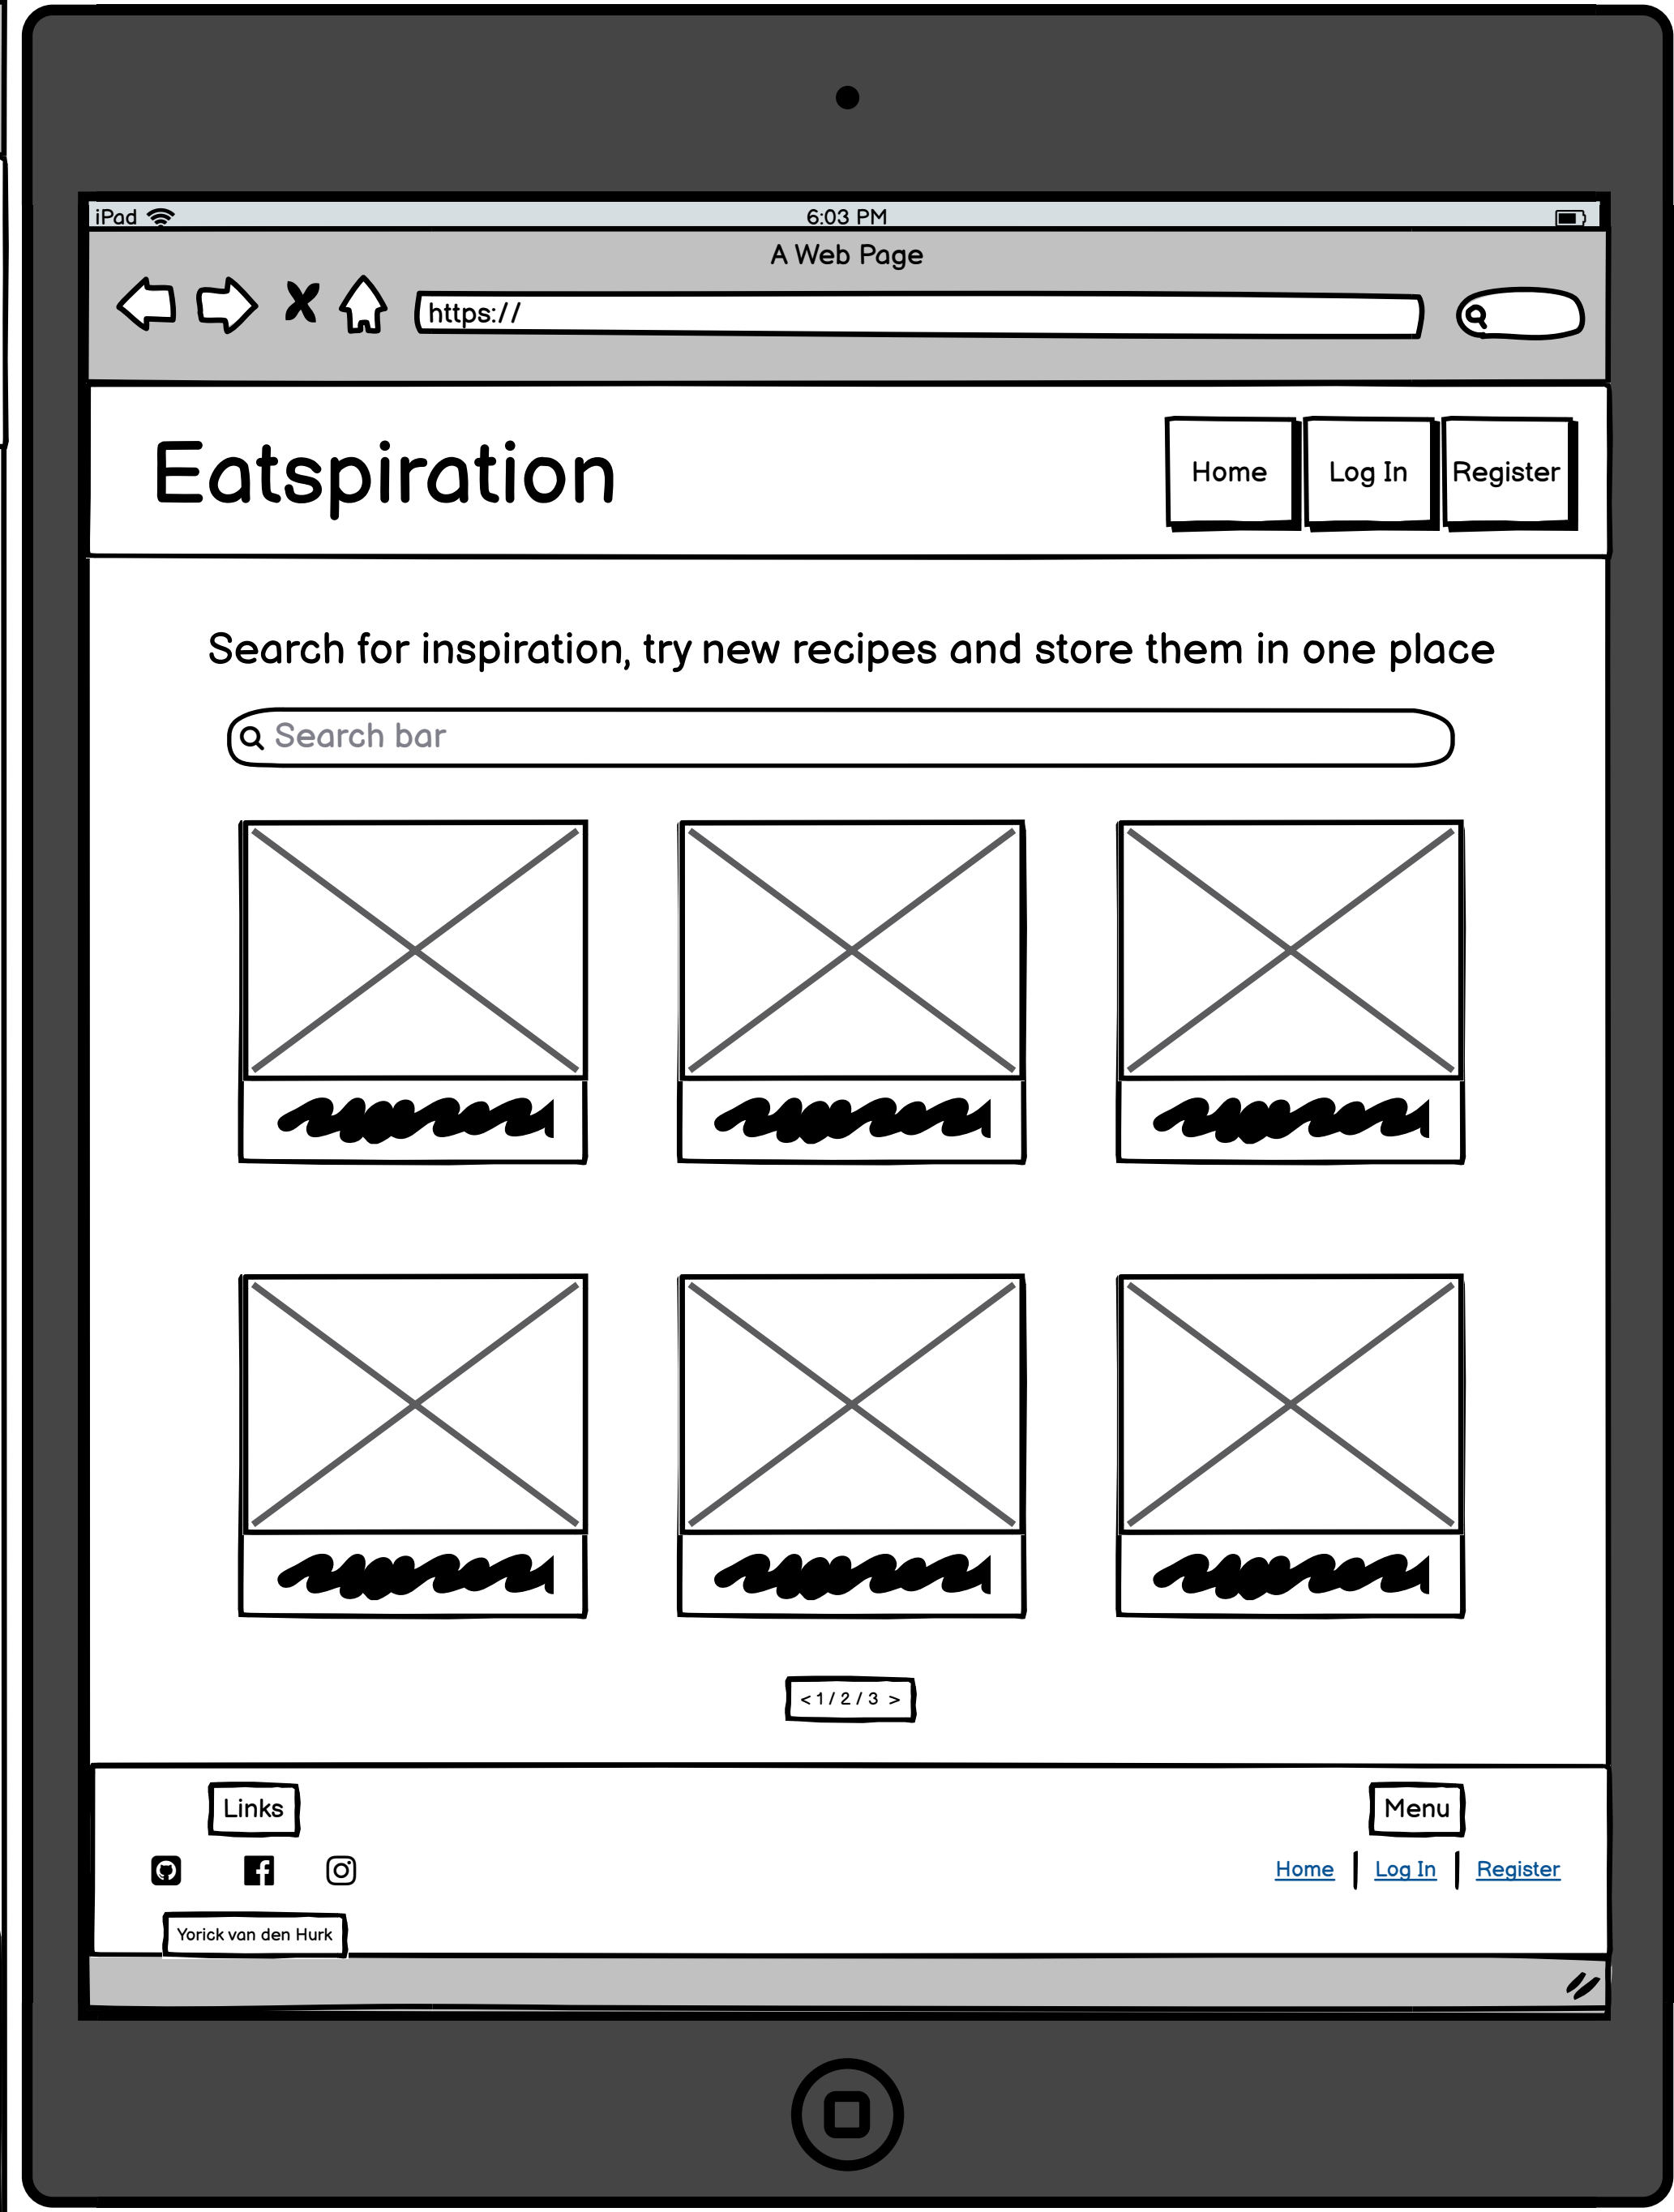 iPad 6:03 PM
A Web Page
https://
Eatspiration
Home Log In Register
Search for inspiration, try new recipes and store them in one place
Search bar
< 1 / 2 / 3 >
Links Menu
Home Log In Register
Yorick van den Hurk